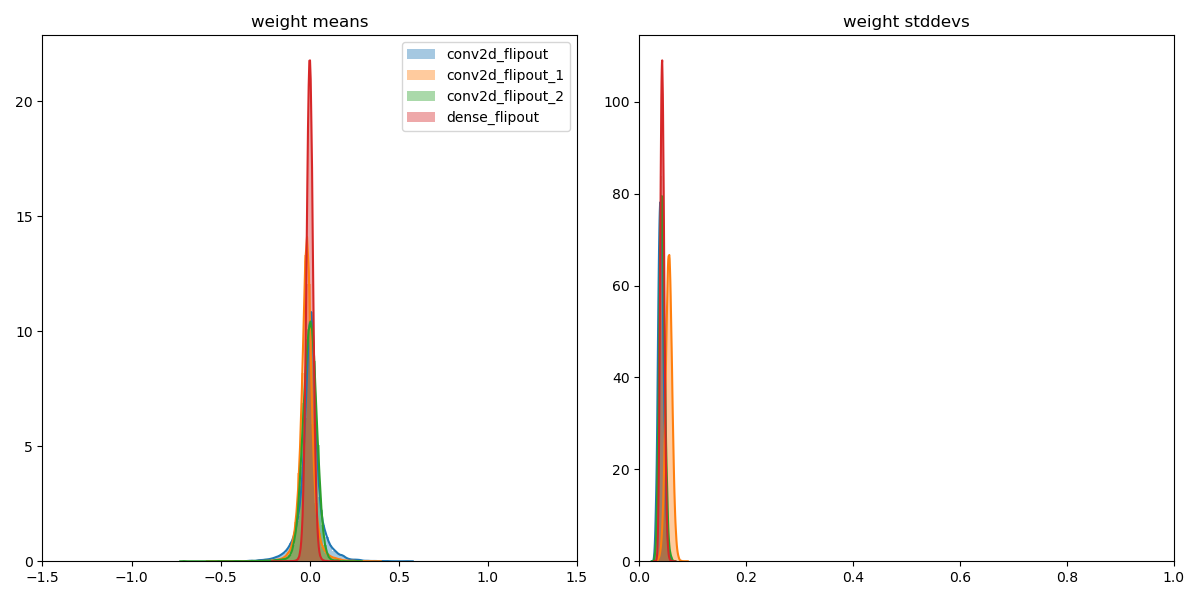 weight means
conv2d_flipout
conv2d_flipout_1
conv2d_flipout_2
dense_flipout
20
15
10
5
0
−1.5 −1.0 −0.5 0.0 0.5 1.0 1.5
weight stddevs
100
80
60
40
20
0
0.0 0.2 0.4 0.6 0.8 1.0